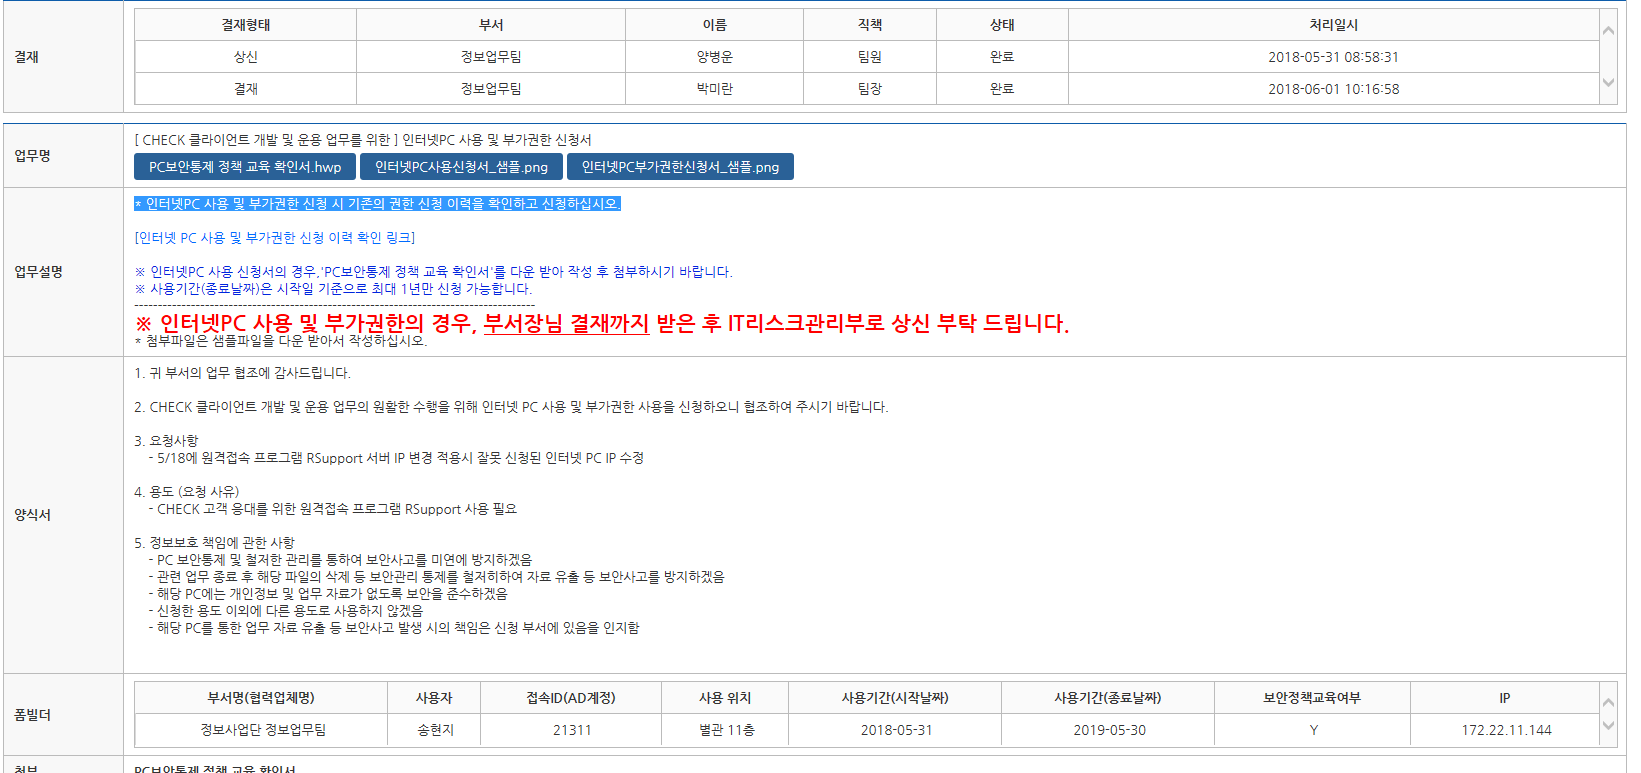 결재
결재형태 부서 이름 직책 상태 처리일시
상신 정보업무팀 양병운 팀원 완료 2018-05-31 08:58:31
결재 정보업무팀 박미란 팀장 완료 2018-06-01 10:16:58
업무명
[ CHECK 클라이언트 개발 및 운용 업무를 위한 ] 인터넷PC 사용 및 부가권한 신청서
PC보안통제 정책 교육 확인서.hwp 인터넷PC사용신청서_샘플.png 인터넷PC부가권한신청서_샘플.png
업무설명
* 인터넷PC 사용 및 부가권한 신청 시 기존의 권한 신청 이력을 확인하고 신청하십시오.
[인터넷 PC 사용 및 부가권한 신청 이력 확인 링크]
※ 인터넷PC 사용 신청서의 경우,'PC보안통제 정책 교육 확인서'를 다운 받아 작성 후 첨부하시기 바랍니다.
※ 사용기간(종료날짜)은 시작일 기준으로 최대 1년만 신청 가능합니다.
※ 인터넷PC 사용 및 부가권한의 경우, 부서장님 결재까지 받은 후 IT리스크관리부로 상신 부탁 드립니다.
* 첨부파일은 샘플파일을 다운 받아서 작성하십시오.
양식서
1. 귀 부서의 업무 협조에 감사드립니다.
2. CHECK 클라이언트 개발 및 운용 업무의 원활한 수행을 위해 인터넷 PC 사용 및 부가권한 사용을 신청하오니 협조하여 주시기 바랍니다.
3. 요청사항
- 5/18에 원격접속 프로그램 RSupport 서버 IP 변경 적용시 잘못 신청된 인터넷 PC IP 수정
4. 용도 (요청 사유)
- CHECK 고객 응대를 위한 원격접속 프로그램 RSupport 사용 필요
5. 정보보호 책임에 관한 사항
- PC 보안통제 및 철저한 관리를 통하여 보안사고를 미연에 방지하겠음
- 관련 업무 종료 후 해당 파일의 삭제 등 보안관리 통제를 철저히하여 자료 유출 등 보안사고를 방지하겠음
- 해당 PC에는 개인정보 및 업무 자료가 없도록 보안을 준수하겠음
- 신청한 용도 이외에 다른 용도로 사용하지 않겠음
- 해당 PC를 통한 업무 자료 유출 등 보안사고 발생 시의 책임은 신청 부서에 있음을 인지함
폼빌더
부서명(협력업체명) 사용자 접속ID(AD계정) 사용 위치 사용기간(시작날짜) 사용기간(종료날짜) 보안정책교육여부 IP
정보사업단 정보업무팀 송현지 21311 별관 11층 2018-05-31 2019-05-30 Y 172.22.11.144
첨부
PC보안통제 정책 교육 확인서